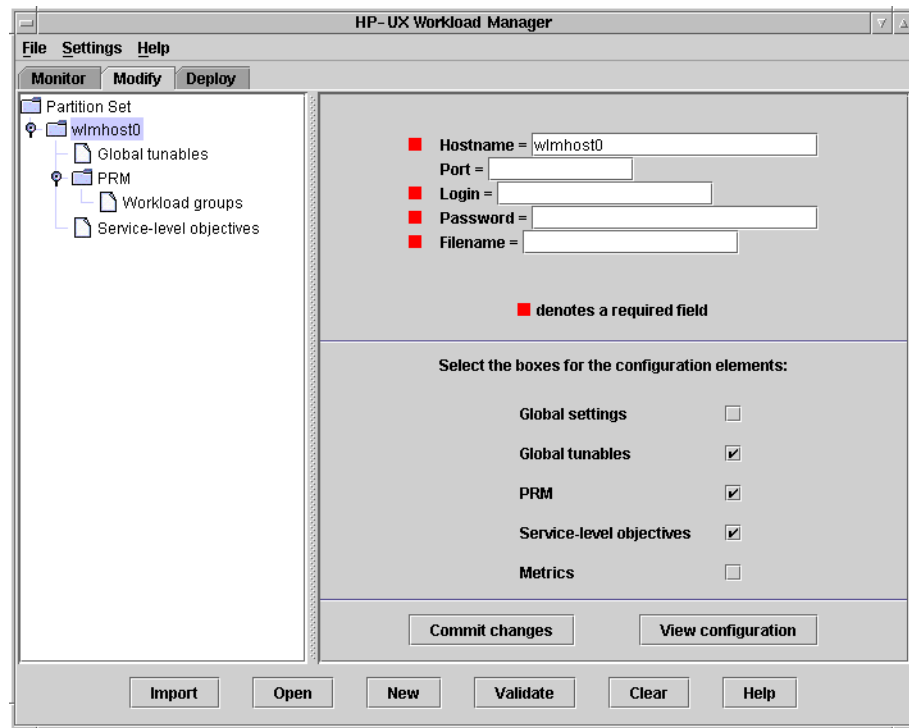 HP-UX Workload Manager
File Settings Help
Monitor Modify Deploy
Partition Set
wlmhost0
Global tunables
PRM
Workload groups
Service-level objectives
Hostname = wlmhost0
Port =
Login =
Password =
Filename =
denotes a required field
Select the boxes for the configuration elements:
Global settings
Global tunables
PRM
Service-level objectives
Metrics
Commit changes View configuration
Import Open New Validate Clear Help